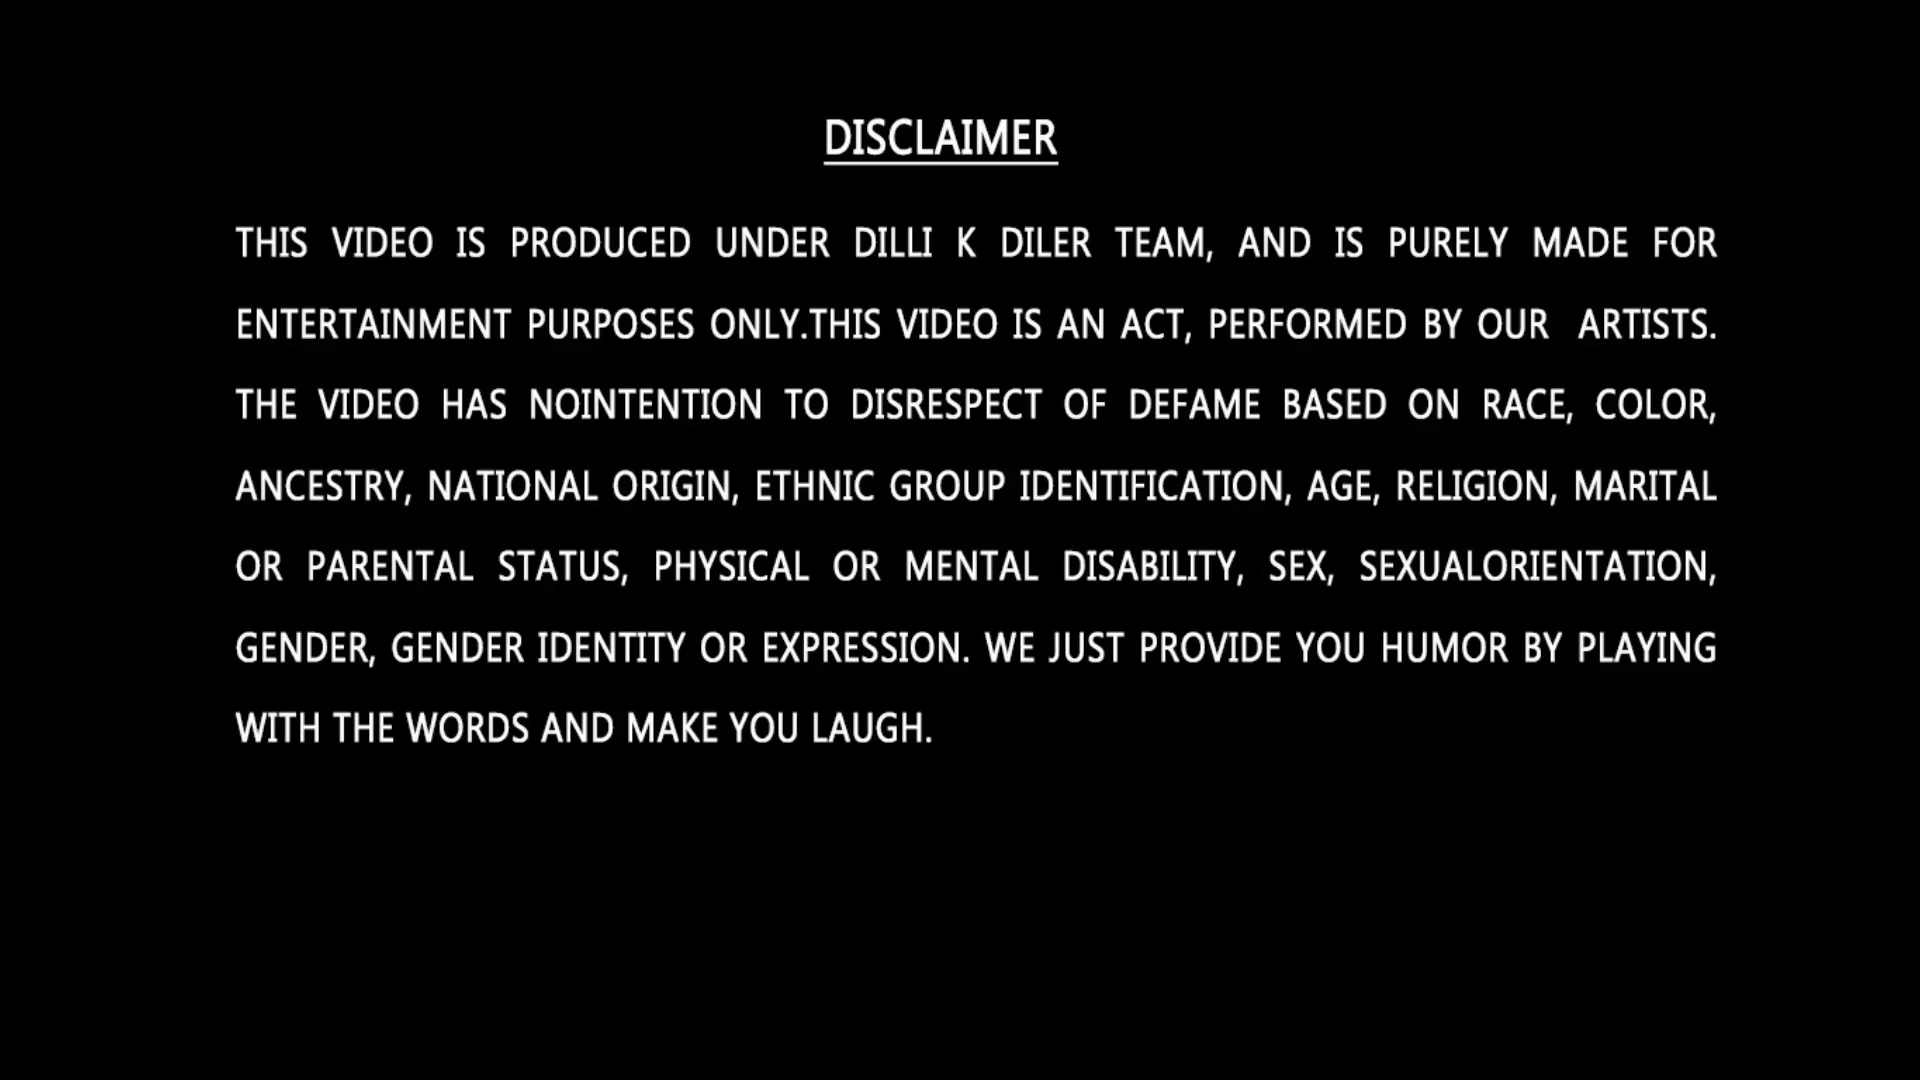 DISCLAIMER
THIS VIDEO IS PRODUCED UNDER DILLI K DILER TEAM, AND IS PURELY MADE FOR
ENTERTAINMENT PURPOSES ONLY.THIS VIDEO IS AN ACT, PERFORMED BY OUR ARTISTS.
THE VIDEO HAS NOINTENTION TO DISRESPECT OF DEFAME BASED ON RACE, COLOR,
ANCESTRY, NATIONAL ORIGIN, ETHNIC GROUP IDENTIFICATION, AGE, RELIGION, MARITAL
OR PARENTAL STATUS, PHYSICAL OR MENTAL DISABILITY, SEX, SEXUALORIENTATION,
GENDER, GENDER IDENTITY OR EXPRESSION. WE JUST PROVIDE YOU HUMOR BY PLAYING
WITH THE WORDS AND MAKE YOU LAUGH.